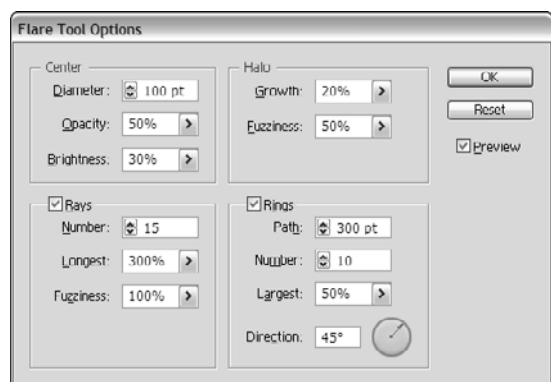 Flare Tool Options
Center
Diameter: 100 pt
Opacity: 50%
Brightness: 30%
Halo
Growth: 20%
Fuzziness: 50%
OK
Reset
Preview
Rays
Number: 15
Longest: 300%
Fuzziness: 100%
Rings
Path: 300 pt
Number: 10
Largest: 50%
Direction: 45°